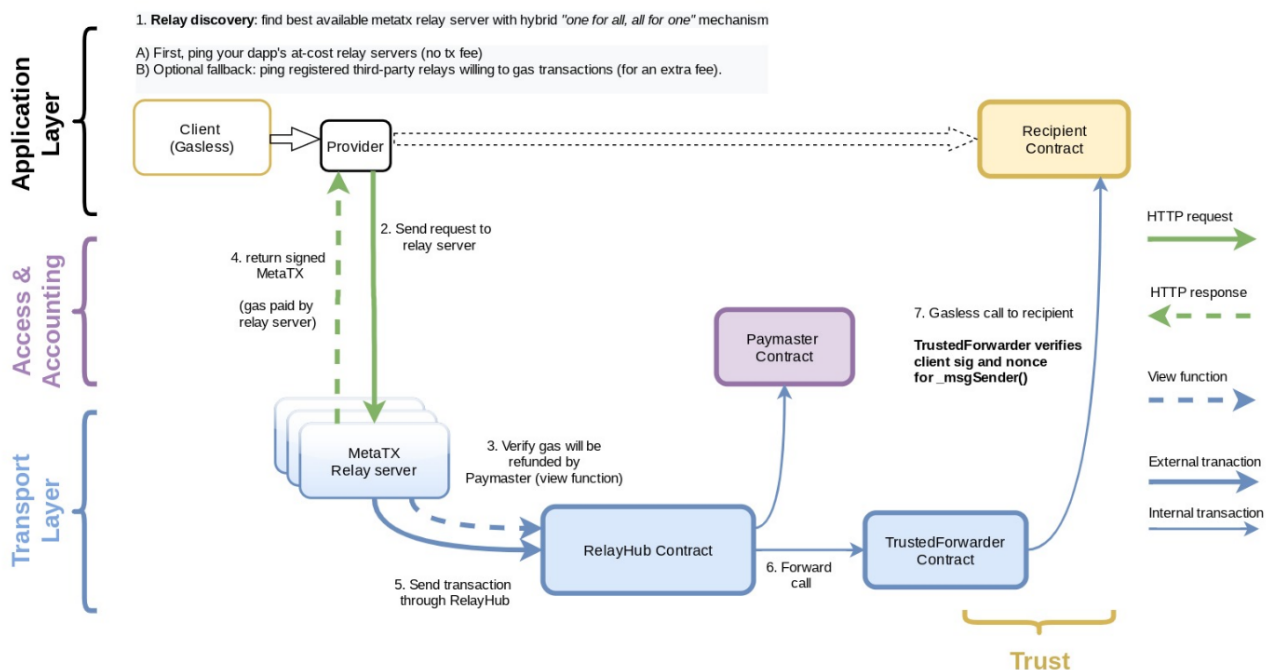 1. Relay discovery: find best available metatx relay server with hybrid "one for all, all for one" mechanism
A) First, ping your dapp's at-cost relay servers (no tx fee)
B) Optional fallback: ping registered third-party relays willing to gas transactions (for an extra fee).
Application
Layer
Client
(Gasless)
Provider
Recipient
Contract
2. Send request to
relay server
4. return signed
MetaTX
(gas paid by
relay server)
Access &
Accounting
Paymaster
Contract
7. Gasless call to recipient
TrustedForwarder verifies
client sig and nonce
for _msgSender()
HTTP request
HTTP response
View function
External tranaction
Internal transaction
Transport
Layer
MetaTX
Relay server
3. Verify gas will be
refunded by
Paymaster (view function)
RelayHub Contract
TrustedForwarder
Contract
5. Send transaction
through RelayHub
6. Forward
call
Trust